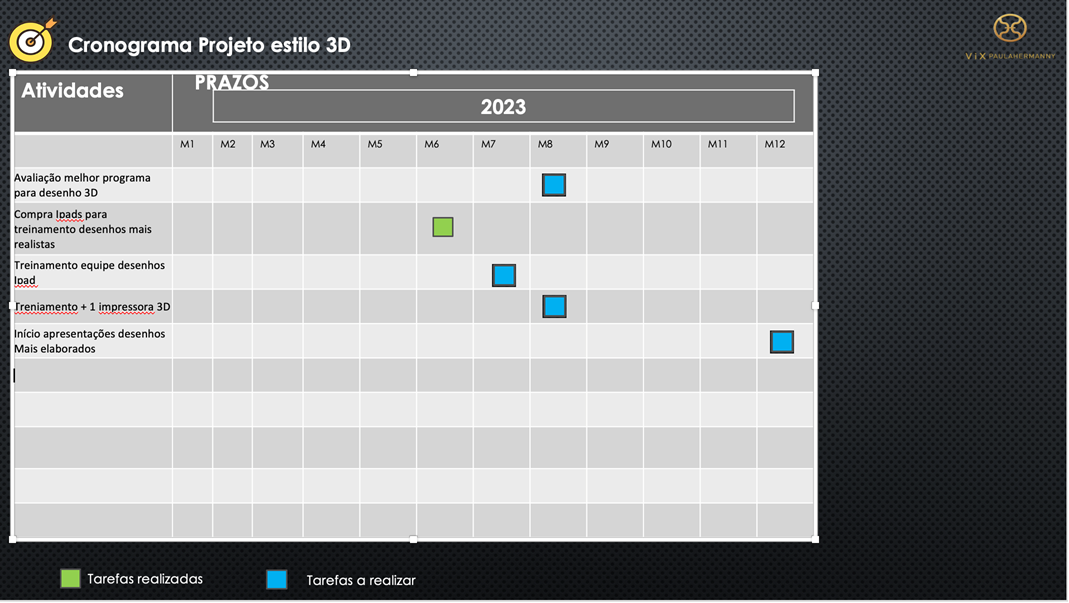 Cronograma Projeto estilo 3D
ViX PAULAHERMANNY
Atividades
PRAZOS
2023
M1 M2 M3 M4 M5 M6 M7 M8 M9 M10 M11 M12
Avaliação melhor programa
para desenho 3D
Compra Ipads para
treinamento desenhos mais
realistas
Treinamento equipe desenhos
Ipad
Treniamento + 1 impressora 3D
Início apresentações desenhos
Mais elaborados
Tarefas realizadas
Tarefas a realizar